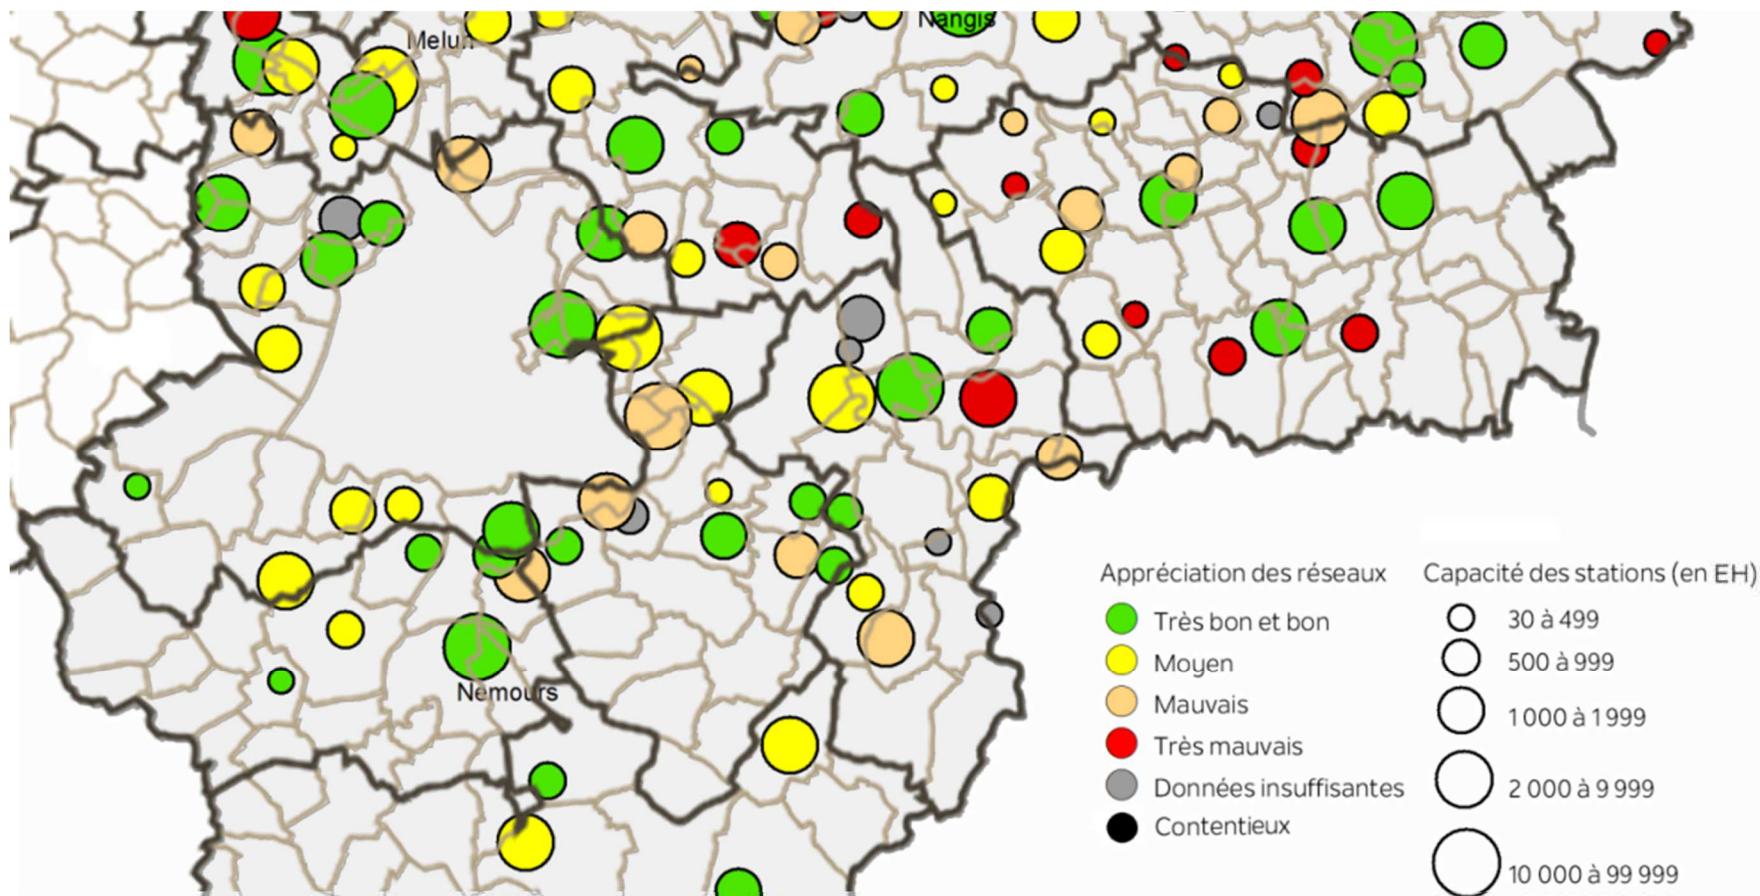 Nangis
Melun
Nemours
Appréciation des réseaux
Très bon et bon
Moyen
Mauvais
Très mauvais
Données insuffisantes
Contentieux
Capacité des stations (en EH)
30 à 499
500 à 999
1 000 à 1 999
2 000 à 9 999
10 000 à 99 999